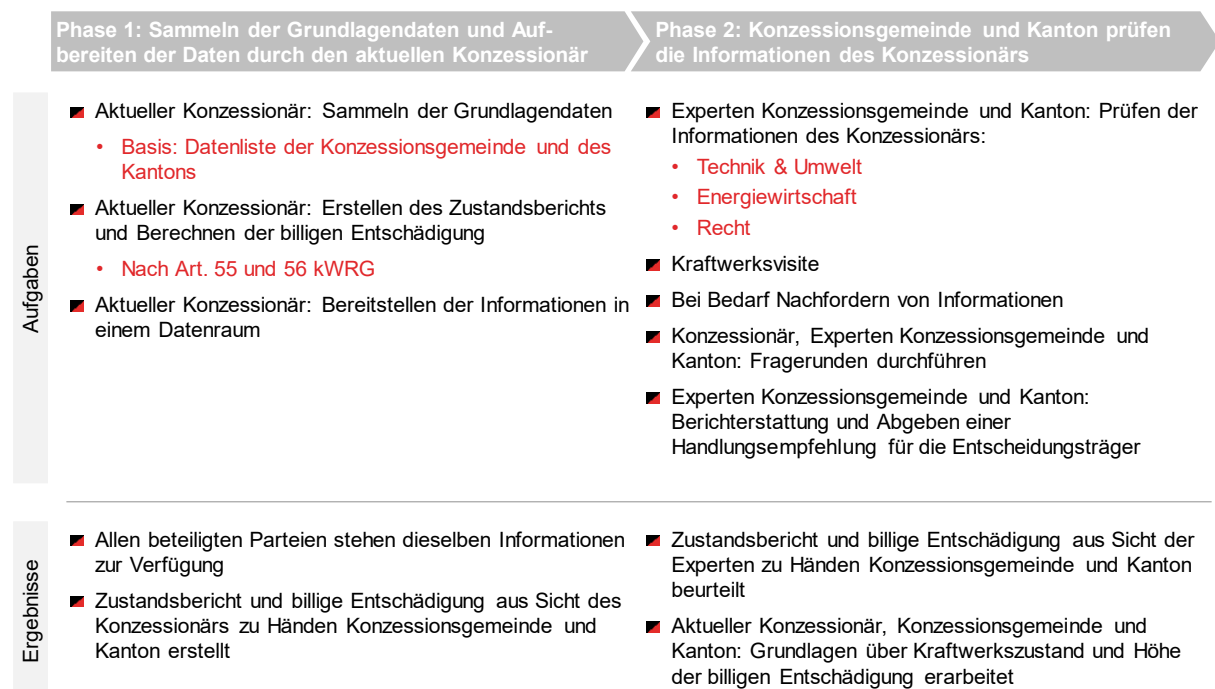 Phase 1: Sammeln der Grundlagendaten und Auf-
bereiten der Daten durch den aktuellen Konzessionär
Phase 2: Konzessionsgemeinde und Kanton prüfen
die Informationen des Konzessionärs
Aufgaben
Aktueller Konzessionär: Sammeln der Grundlagendaten
• Basis: Datenliste der Konzessionsgemeinde und des
Kantons
Aktueller Konzessionär: Erstellen des Zustandsberichts
und Berechnen der billigen Entschädigung
• Nach Art. 55 und 56 kWRG
Aktueller Konzessionär: Bereitstellen der Informationen in
einem Datenraum
Experten Konzessionsgemeinde und Kanton: Prüfen der
Informationen des Konzessionärs:
• Technik & Umwelt
• Energiewirtschaft
• Recht
Kraftwerksvisite
Bei Bedarf Nachfordern von Informationen
Konzessionär, Experten Konzessionsgemeinde und
Kanton: Fragerunden durchführen
Experten Konzessionsgemeinde und Kanton:
Berichterstattung und Abgeben einer
Handlungsempfehlung für die Entscheidungsträger
Ergebnisse
Allen beteiligten Parteien stehen dieselben Informationen
zur Verfügung
Zustandsbericht und billige Entschädigung aus Sicht des
Konzessionärs zu Händen Konzessionsgemeinde und
Kanton erstellt
Zustandsbericht und billige Entschädigung aus Sicht der
Experten zu Händen Konzessionsgemeinde und Kanton
beurteilt
Aktueller Konzessionär, Konzessionsgemeinde und
Kanton: Grundlagen über Kraftwerkszustand und Höhe
der billigen Entschädigung erarbeitet